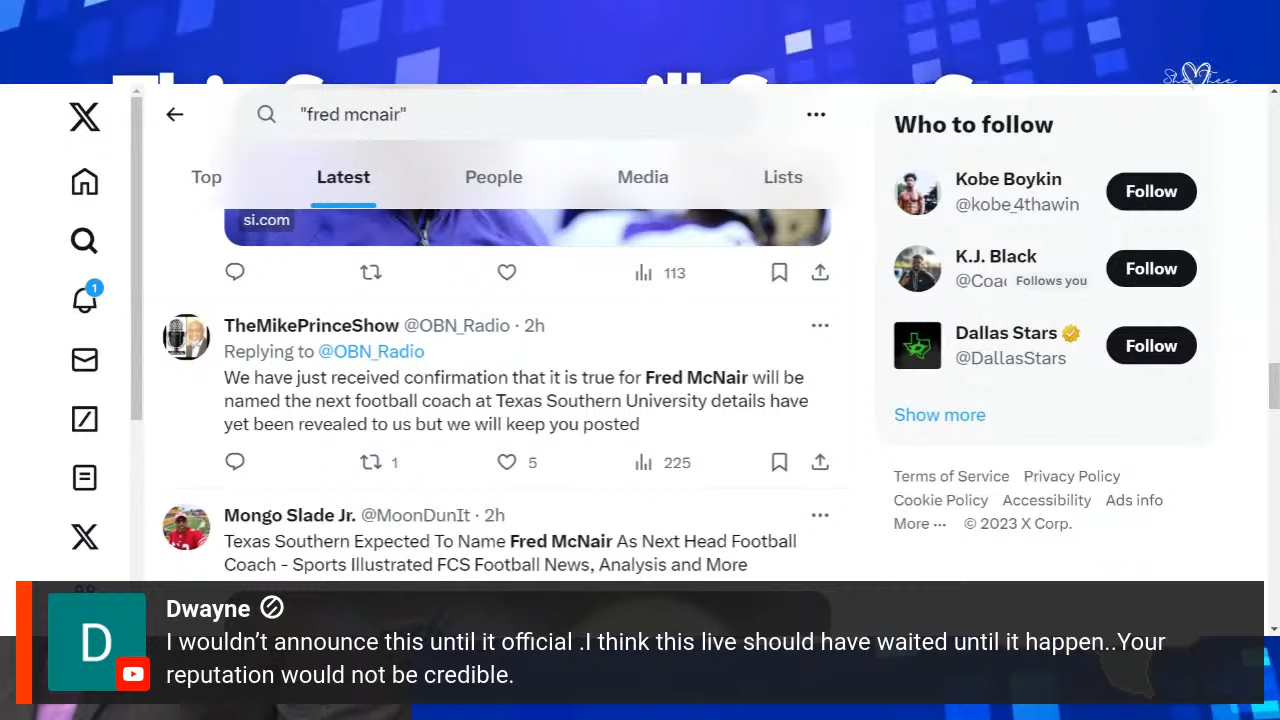 "fred mcnair"
Top
Latest
People
Media
Lists
si.com
113
TheMikePrinceShow @OBN_Radio · 2h
Replying to @OBN_Radio
We have just received confirmation that it is true for Fred McNair will be
named the next football coach at Texas Southern University details have
yet been revealed to us but we will keep you posted
1
5
225
Mongo Slade Jr. @MoonDunIt · 2h
Texas Southern Expected To Name Fred McNair As Next Head Football
Coach - Sports Illustrated FCS Football News, Analysis and More
1
Who to follow
Kobe Boykin
@kobe_4thawin
Follow
K.J. Black
@Coac Follows you
Follow
Dallas Stars
@DallasStars
Follow
Show more
Terms of Service Privacy Policy
Cookie Policy Accessibility Ads info
More ··· © 2023 X Corp.
D
Dwayne
I wouldn't announce this until it official .I think this live should have waited until it happen..Your
reputation would not be credible.